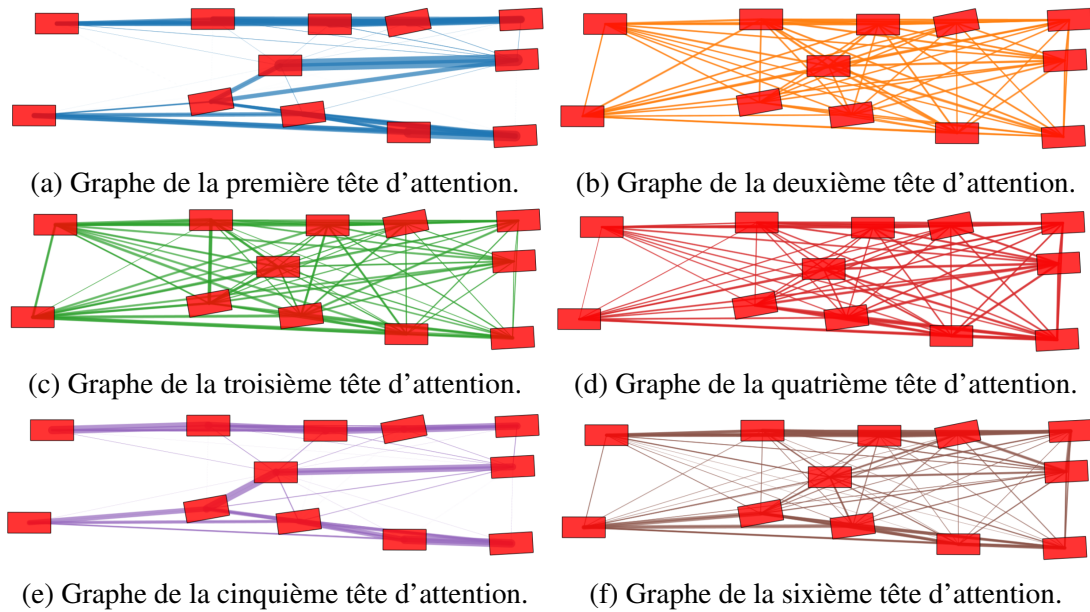 (a) Graphe de la première tête d'attention.
(b) Graphe de la deuxième tête d'attention.
(c) Graphe de la troisième tête d'attention.
(d) Graphe de la quatrième tête d'attention.
(e) Graphe de la cinquième tête d'attention.
(f) Graphe de la sixième tête d'attention.